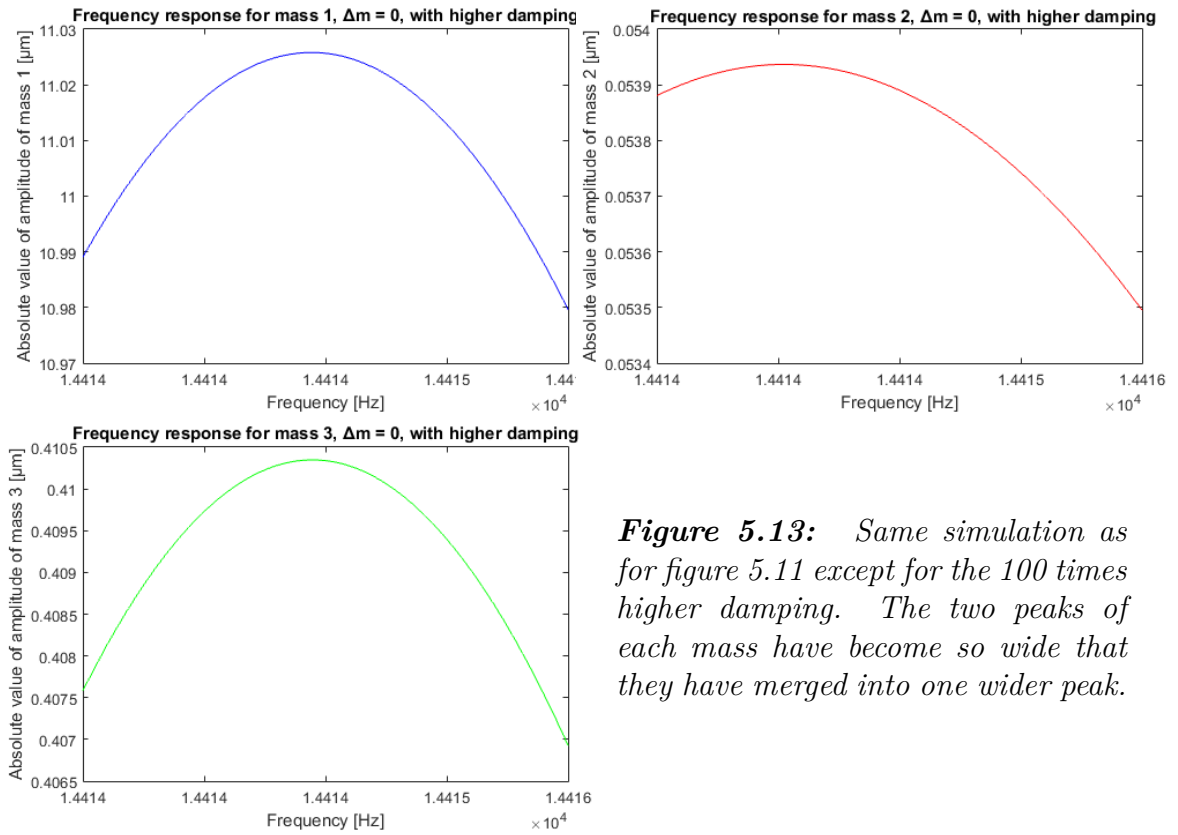 Frequency response for mass 1, Δm = 0, with higher damping
Absolute value of amplitude of mass 1 [μm]
11.03
11.02
11.01
11
10.99
10.98
10.97
1.4414
1.4414
1.4414
1.4415
1.44
Frequency [Hz]
×10⁴
Frequency response for mass 2, Δm = 0, with higher damping
Absolute value of amplitude of mass 2 [μm]
0.054
0.0539
0.0538
0.0537
0.0536
0.0535
0.0534
1.4414
1.4414
1.4414
1.4415
1.4416
Frequency [Hz]
×10⁴
Frequency response for mass 3, Δm = 0, with higher damping
Absolute value of amplitude of mass 3 [μm]
0.4105
0.41
0.4095
0.409
0.4085
0.408
0.4075
0.407
0.4065
1.4414
1.4414
1.4414
1.4415
1.4416
Frequency [Hz]
×10⁴
Figure 5.13: Same simulation as
for figure 5.11 except for the 100 times
higher damping. The two peaks of
each mass have become so wide that
they have merged into one wider peak.